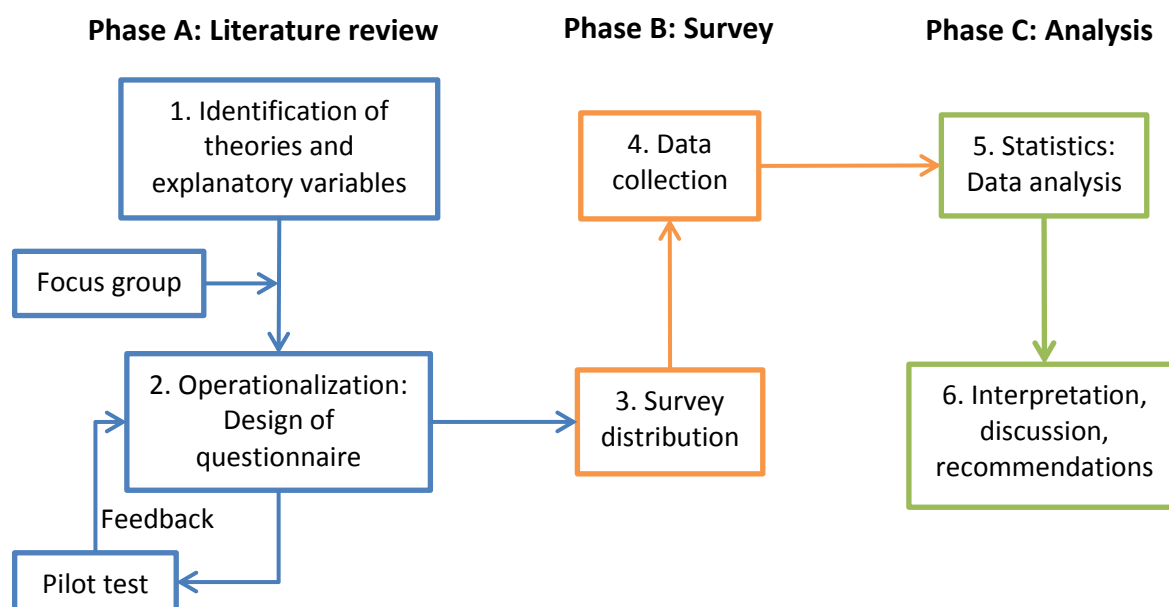 Phase A: Literature review
1. Identification of
theories and
explanatory variables
Focus group
2. Operationalization:
Design of
questionnaire
Feedback
Pilot test
Phase B: Survey
4. Data
collection
3. Survey
distribution
Phase C: Analysis
5. Statistics:
Data analysis
6. Interpretation,
discussion,
recommendations